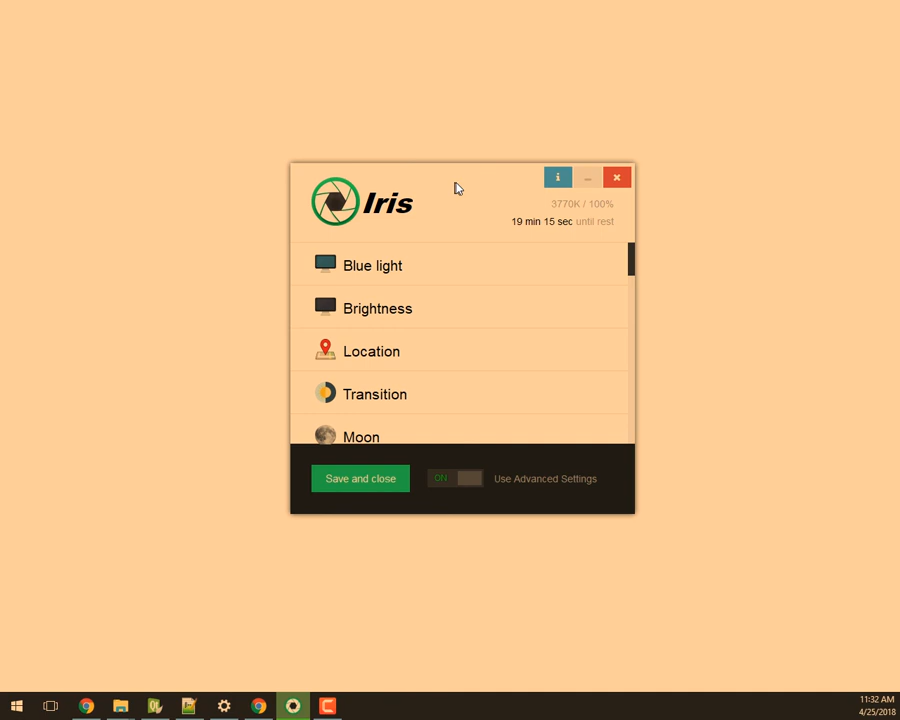 Iris
3770K / 100%
19 min 15 sec until rest
Blue light
Brightness
Location
Transition
Moon
Save and close
ON
Use Advanced Settings
11:32 AM
4/25/2018